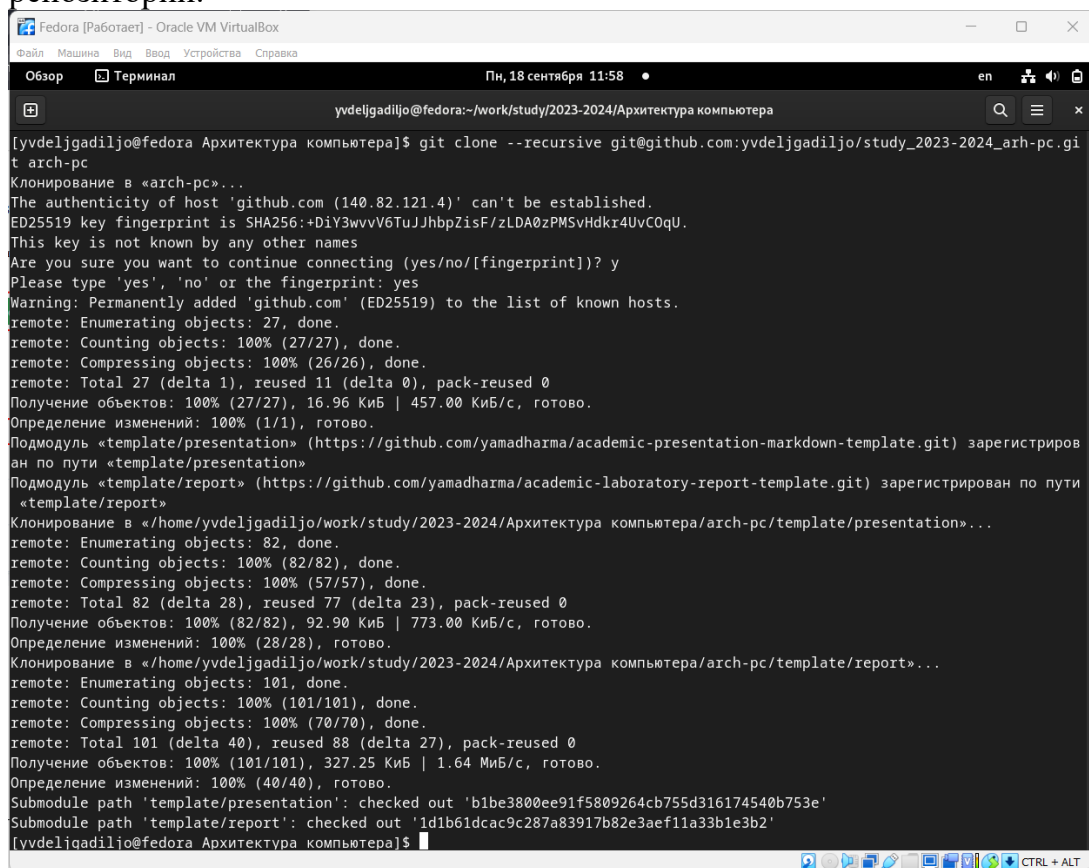 репозиторий.
Fedora [Работает] - Oracle VM VirtualBox
Файл Машина Вид Ввод Устройства Справка
Обзор Терминал Пн, 18 сентября 11:58 en
yvdeljgadiljo@fedora:~/work/study/2023-2024/Архитектура компьютера
[yvdeljgadiljo@fedora Архитектура компьютера]$ git clone --recursive git@github.com:yvdeljgadiljo/study_2023-2024_arh-pc.gi
t arch-pc
Клонирование в «arch-pc»...
The authenticity of host 'github.com (140.82.121.4)' can't be established.
ED25519 key fingerprint is SHA256:+DiY3wvvV6TuJJhbpZisF/zLDA0zPMSvHdkr4UvCOqU.
This key is not known by any other names
Are you sure you want to continue connecting (yes/no/[fingerprint])? y
Please type 'yes', 'no' or the fingerprint: yes
Warning: Permanently added 'github.com' (ED25519) to the list of known hosts.
remote: Enumerating objects: 27, done.
remote: Counting objects: 100% (27/27), done.
remote: Compressing objects: 100% (26/26), done.
remote: Total 27 (delta 1), reused 11 (delta 0), pack-reused 0
Получение объектов: 100% (27/27), 16.96 КиБ | 457.00 КиБ/с, готово.
Определение изменений: 100% (1/1), готово.
Подмодуль «template/presentation» (https://github.com/yamadharma/academic-presentation-markdown-template.git) зарегистриров
ан по пути «template/presentation»
Подмодуль «template/report» (https://github.com/yamadharma/academic-laboratory-report-template.git) зарегистрирован по пути
«template/report»
Клонирование в «/home/yvdeljgadiljo/work/study/2023-2024/Архитектура компьютера/arch-pc/template/presentation»...
remote: Enumerating objects: 82, done.
remote: Counting objects: 100% (82/82), done.
remote: Compressing objects: 100% (57/57), done.
remote: Total 82 (delta 28), reused 77 (delta 23), pack-reused 0
Получение объектов: 100% (82/82), 92.90 КиБ | 773.00 КиБ/с, готово.
Определение изменений: 100% (28/28), готово.
Клонирование в «/home/yvdeljgadiljo/work/study/2023-2024/Архитектура компьютера/arch-pc/template/report»...
remote: Enumerating objects: 101, done.
remote: Counting objects: 100% (101/101), done.
remote: Compressing objects: 100% (70/70), done.
remote: Total 101 (delta 40), reused 88 (delta 27), pack-reused 0
Получение объектов: 100% (101/101), 327.25 КиБ | 1.64 МиБ/с, готово.
Определение изменений: 100% (40/40), готово.
Submodule path 'template/presentation': checked out 'b1be3800ee91f5809264cb755d316174540b753e'
Submodule path 'template/report': checked out '1d1b61dcac9c287a83917b82e3aef11a33b1e3b2'
[yvdeljgadiljo@fedora Архитектура компьютера]$
CTRL + ALT